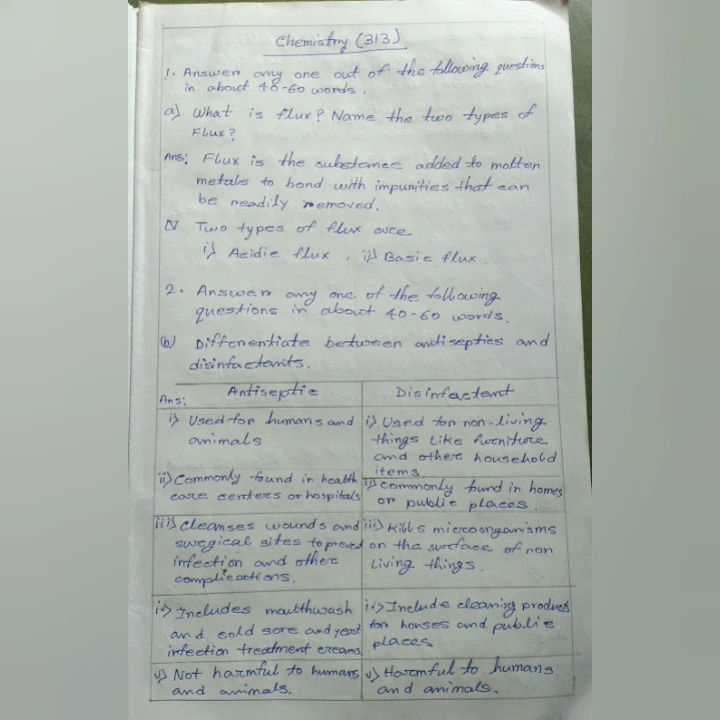 Chemistry (313)
1. Answer any one out of the following questions
in about 40-60 words.
a) What is flux? Name the two types of
Flux?
Ans: Flux is the substance added to molten
metals to bond with impurities that can
be readily removed.
Two types of flux are
i) Acidic flux. ii) Basic flux.
2. Answer any one of the following
questions in about 40-60 words.
(b) Differentiate between antiseptics and
disinfactants.
Ans: Antiseptic
Disinfectant
i) Used for humans and
animals
i) Used for non-living
things like furniture
and other household
items
ii) Commonly found in health
care centers or hospitals
ii) commonly found in homes
or public places.
iii) Cleanses wounds and
surgical sites to prevent
infection and other
complications.
iii) Kills microorganisms
on the surface of non
living things.
iv) Includes mouthwash
and cold sore and yeast
infection treatment creams
iv) Include cleaning products
for houses and public
places
v) Not harmful to humans
and animals.
v) Harmful to humans
and animals.